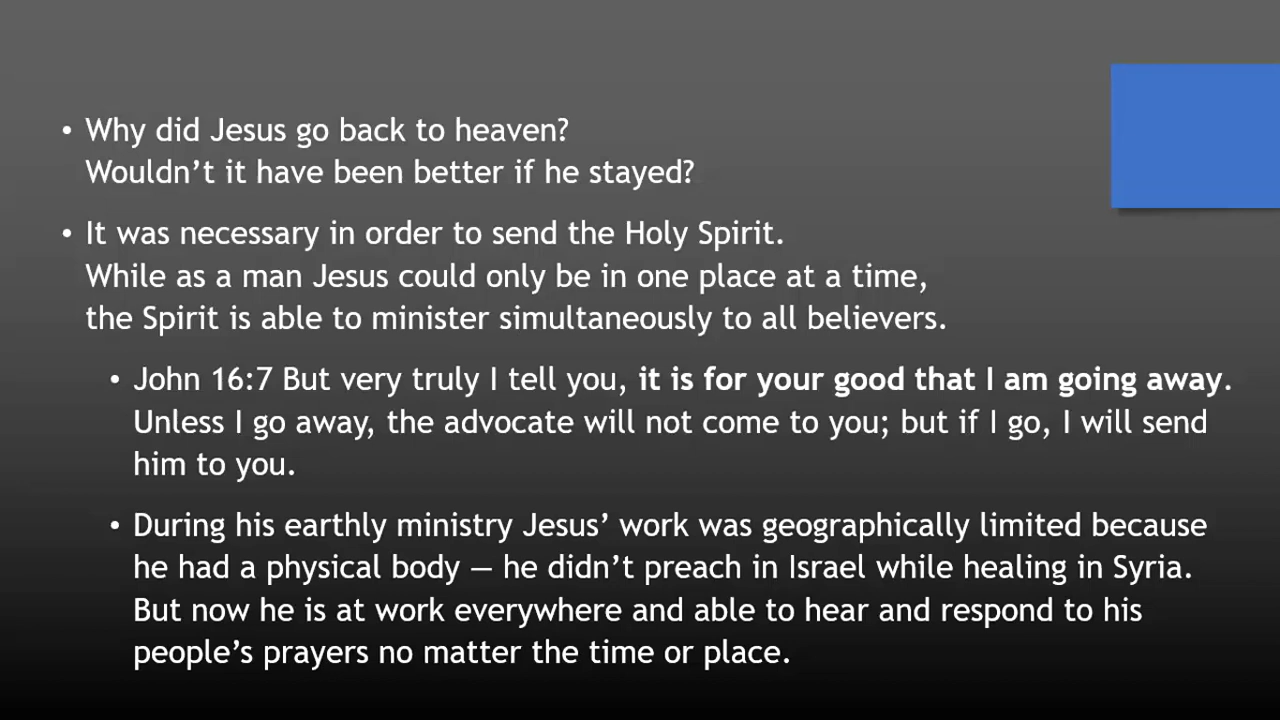 • Why did Jesus go back to heaven?
Wouldn’t it have been better if he stayed?
• It was necessary in order to send the Holy Spirit.
While as a man Jesus could only be in one place at a time,
the Spirit is able to minister simultaneously to all believers.
• John 16:7 But very truly I tell you, it is for your good that I am going away.
Unless I go away, the advocate will not come to you; but if I go, I will send
him to you.
• During his earthly ministry Jesus’ work was geographically limited because
he had a physical body — he didn’t preach in Israel while healing in Syria.
But now he is at work everywhere and able to hear and respond to his
people’s prayers no matter the time or place.